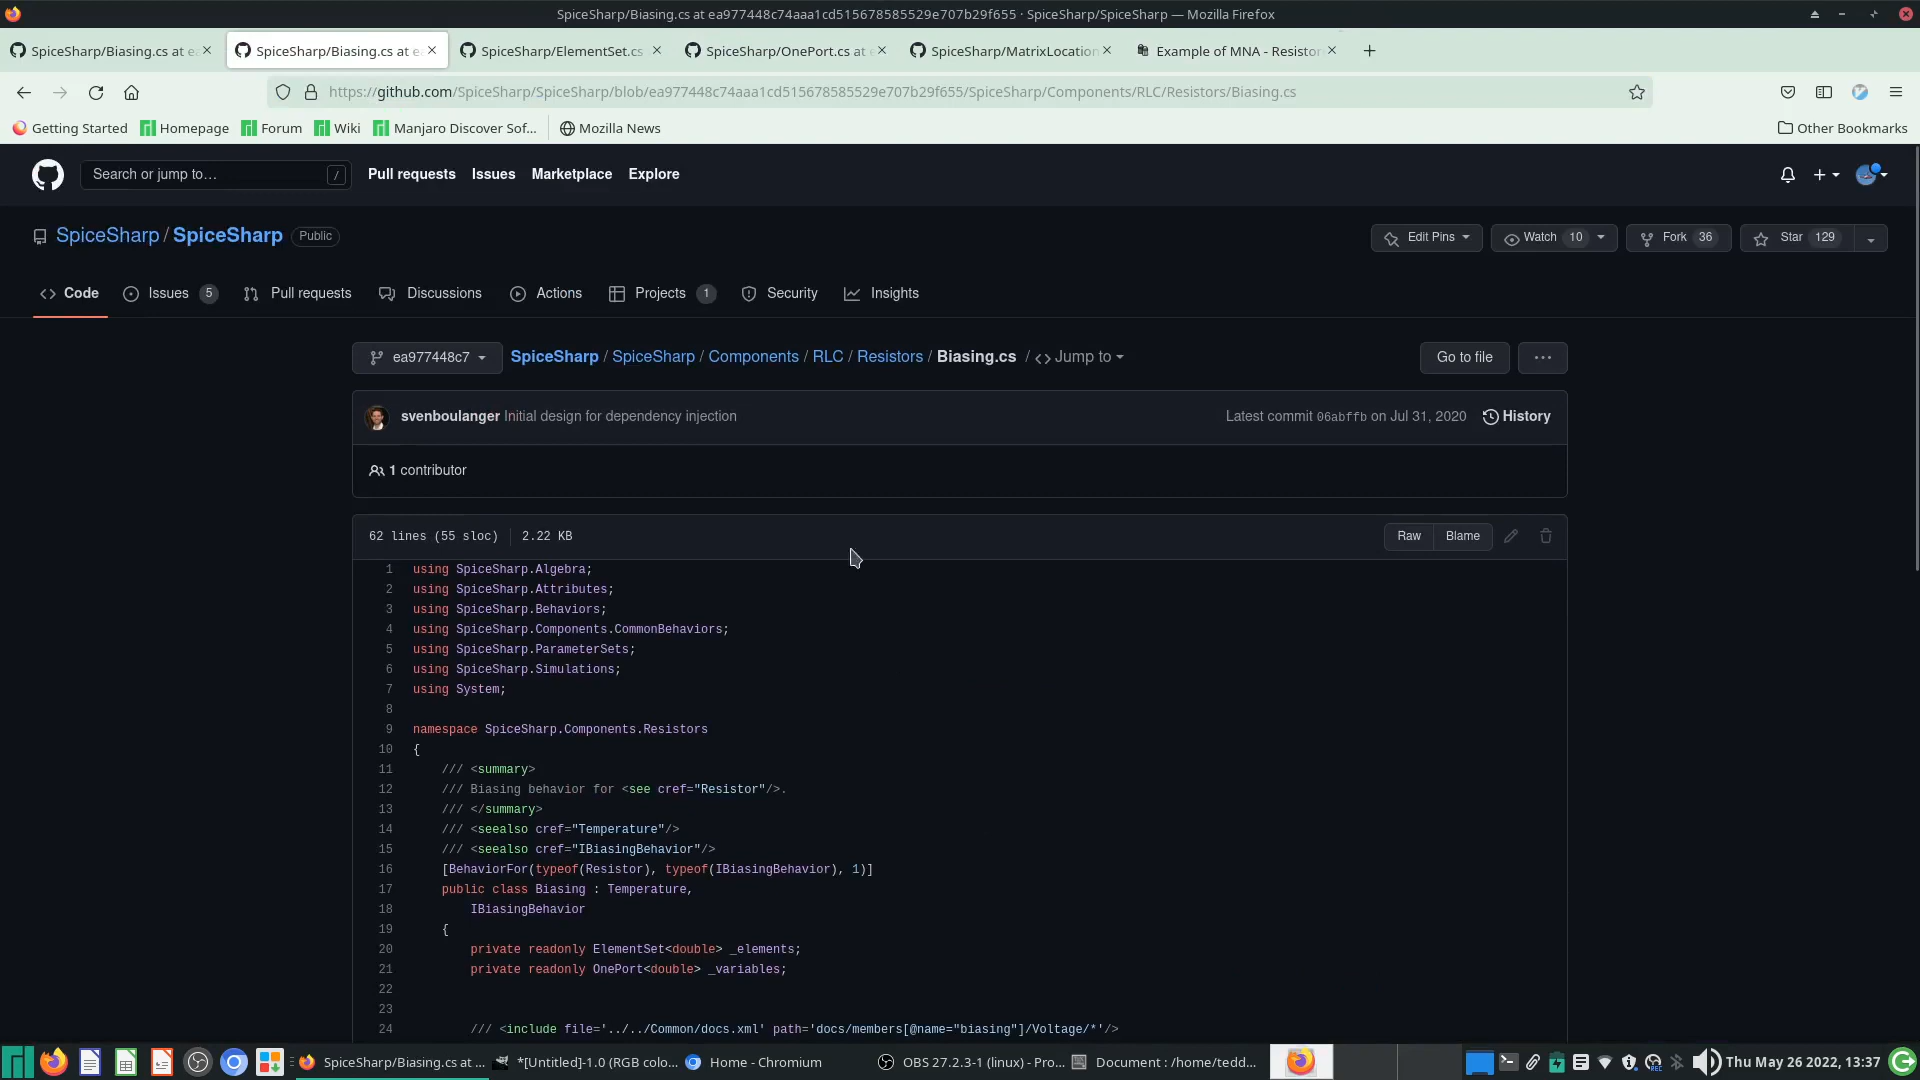 SpiceSharp/Biasing.cs at ea977448c74aaa1cd515678585529e707b29f655 · SpiceSharp/SpiceSharp — Mozilla Firefox
SpiceSharp/Biasing.cs at ea
SpiceSharp/Biasing.cs at e
SpiceSharp/ElementSet.cs
SpiceSharp/OnePort.cs at e
SpiceSharp/MatrixLocation
Example of MNA - Resistor
https://github.com/SpiceSharp/SpiceSharp/blob/ea977448c74aaa1cd515678585529e707b29f655/SpiceSharp/Components/RLC/Resistors/Biasing.cs
Getting Started Homepage Forum Wiki Manjaro Discover Sof... Mozilla News Other Bookmarks
Search or jump to… / Pull requests Issues Marketplace Explore
SpiceSharp / SpiceSharp Public Edit Pins Watch 10 Fork 36 Star 129
Code Issues 5 Pull requests Discussions Actions Projects 1 Security Insights
ea977448c7 SpiceSharp / SpiceSharp / Components / RLC / Resistors / Biasing.cs / <> Jump to Go to file ···
svenboulanger Initial design for dependency injection Latest commit 06abffb on Jul 31, 2020 History
1 contributor
62 lines (55 sloc) 2.22 KB Raw Blame
1 using SpiceSharp.Algebra;
2 using SpiceSharp.Attributes;
3 using SpiceSharp.Behaviors;
4 using SpiceSharp.Components.CommonBehaviors;
5 using SpiceSharp.ParameterSets;
6 using SpiceSharp.Simulations;
7 using System;
8
9 namespace SpiceSharp.Components.Resistors
10 {
11 /// <summary>
12 /// Biasing behavior for <see cref="Resistor"/>.
13 /// </summary>
14 /// <seealso cref="Temperature"/>
15 /// <seealso cref="IBiasingBehavior"/>
16 [BehaviorFor(typeof(Resistor), typeof(IBiasingBehavior), 1)]
17 public class Biasing : Temperature,
18 IBiasingBehavior
19 {
20 private readonly ElementSet<double> _elements;
21 private readonly OnePort<double> _variables;
22
23
24 /// <include file='../../Common/docs.xml' path='docs/members[@name="biasing"]/Voltage/*'/>
SpiceSharp/Biasing.cs at ... *[Untitled]-1.0 (RGB colo... Home - Chromium OBS 27.2.3-1 (linux) - Pro... Document : /home/tedd... Thu May 26 2022, 13:37